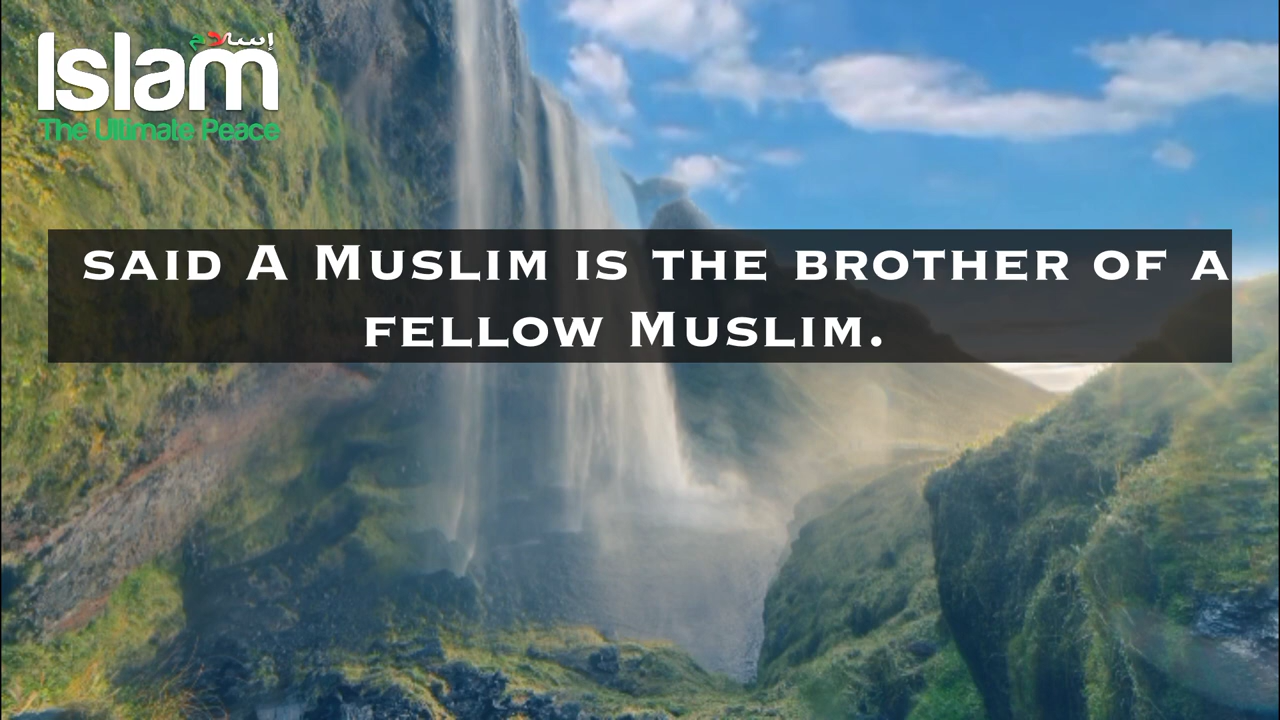 إسلام
Islam
The Ultimate Peace
said A Muslim is the brother of a
fellow Muslim.